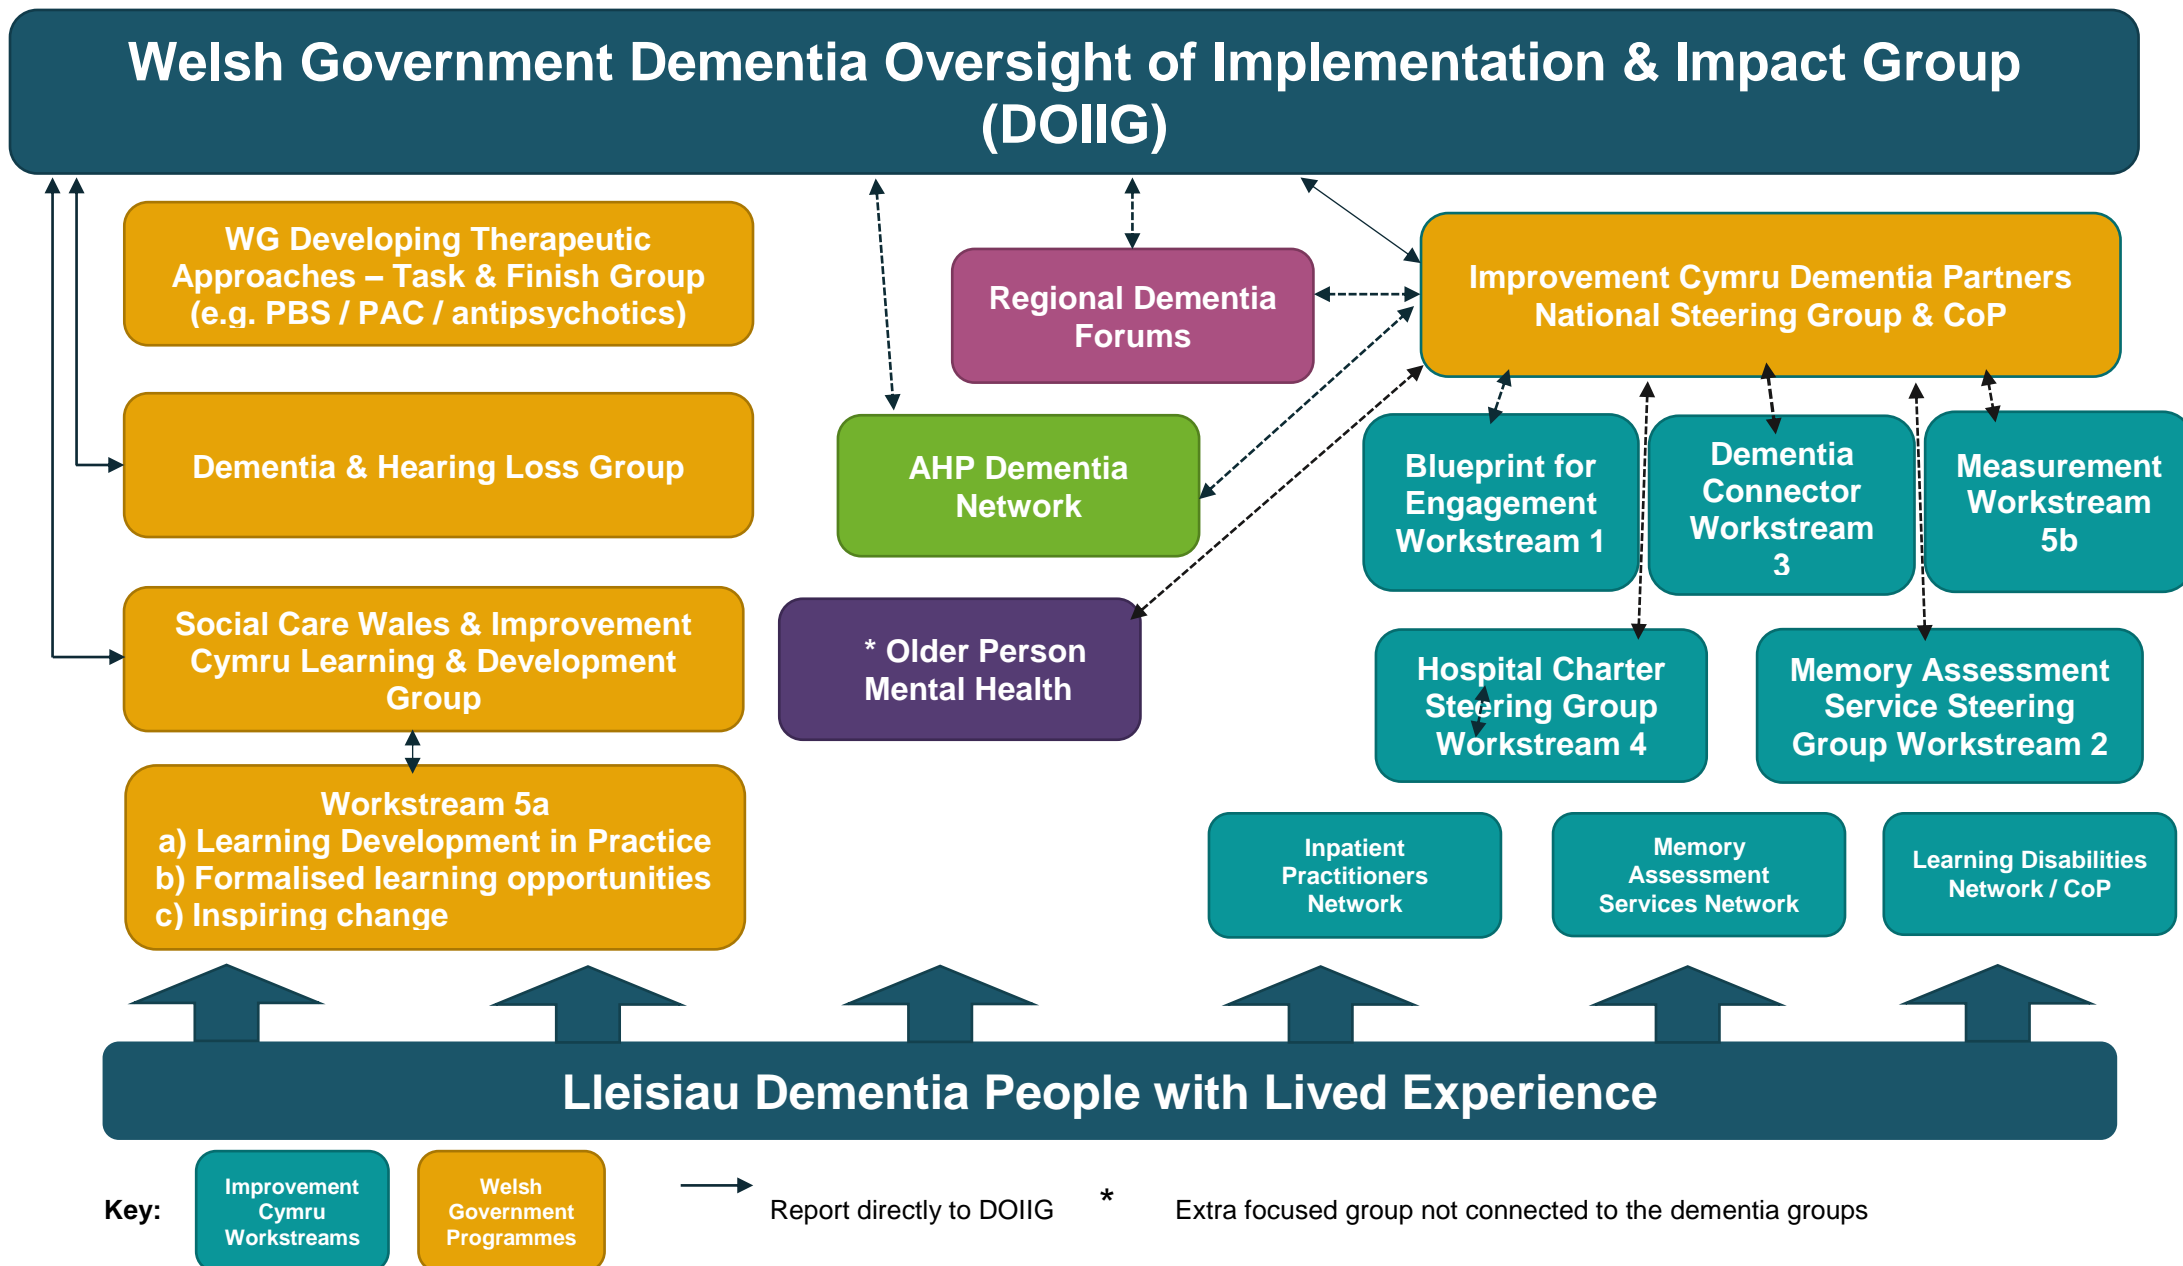 Welsh Government Dementia Oversight of Implementation & Impact Group
(DOIIG)
WG Developing Therapeutic
Approaches – Task & Finish Group
(e.g. PBS / PAC / antipsychotics)
Dementia & Hearing Loss Group
Social Care Wales & Improvement
Cymru Learning & Development
Group
Workstream 5a
a) Learning Development in Practice
b) Formalised learning opportunities
c) Inspiring change
Regional Dementia
Forums
AHP Dementia
Network
* Older Person
Mental Health
Improvement Cymru Dementia Partners
National Steering Group & CoP
Blueprint for
Engagement
Workstream 1
Dementia
Connector
Workstream
3
Measurement
Workstream
5b
Hospital Charter
Steering Group
Workstream 4
Memory Assessment
Service Steering
Group Workstream 2
Inpatient
Practitioners
Network
Memory
Assessment
Services Network
Learning Disabilities
Network / CoP
Lleisiau Dementia People with Lived Experience
Key:
Improvement
Cymru
Workstreams
Welsh
Government
Programmes
Report directly to DOIIG
* Extra focused group not connected to the dementia groups